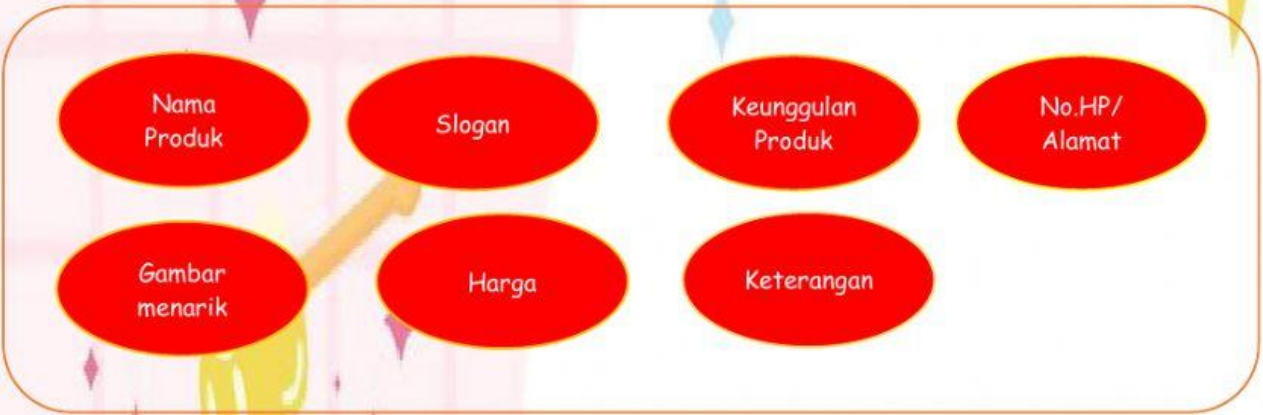 Nama
Produk
Slogan
Keunggulan
Produk
No.HP/
Alamat
Gambar
menarik
Harga
Keterangan